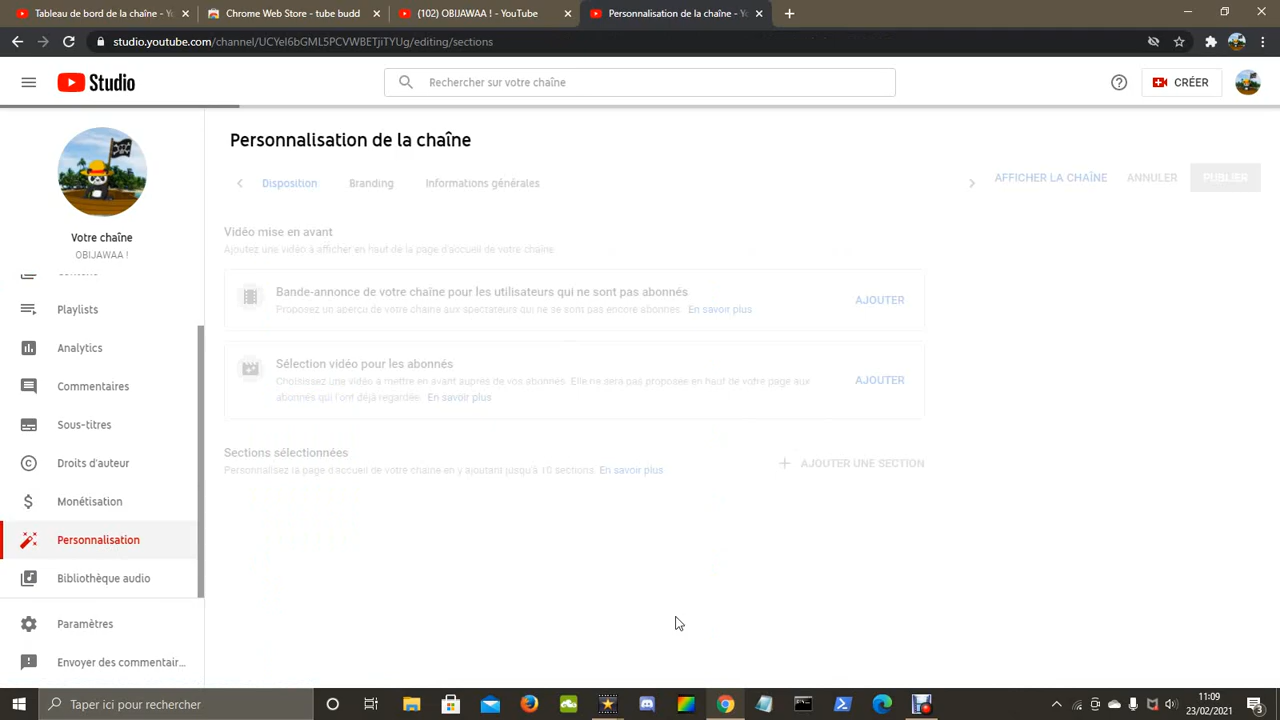 Tableau de bord de
Chrome Web Store
(102) OBIJAWAA ! - YouTube
Personalisation de la chaîne - Yo
studio.youtube.com/channel/UCYeI6bGML5PCVWBETjiTYUg/editing/sections
Studio
Rechercher sur votre chaîne
CRÉER
Personnalisation de la chaîne
Disposition
Branding
Informations générales
AFFICHER LA CHAÎNE
ANNULER
PUBLIER
Votre chaîne
OBIJAWAA !
Vidéo mise en avant
Ajoutez une vidéo à afficher en haut de la page d'accueil de votre chaîne
Bande-annonce de votre chaîne pour les utilisateurs qui ne sont pas abonnés
Proposez un aperçu de votre chaîne aux spectateurs qui ne se sont pas encore abonnés. En savoir plus
AJOUTER
Sélection vidéo pour les abonnés
Choisissez une vidéo à mettre en avant auprès de vos abonnés. Elle ne sera pas proposée en haut de votre page aux
abonnés qui l'ont déjà regardée. En savoir plus
AJOUTER
Sections sélectionnées
Personnalisez la page d'accueil de votre chaîne en y ajoutant jusqu'à 10 sections. En savoir plus
AJOUTER UNE SECTION
Playlists
Analytics
Commentaires
Sous-titres
Droits d'auteur
Monétisation
Personnalisation
Bibliothèque audio
Paramètres
Envoyer des commentair...
Taper ici pour rechercher
11:09
23/02/2021
3